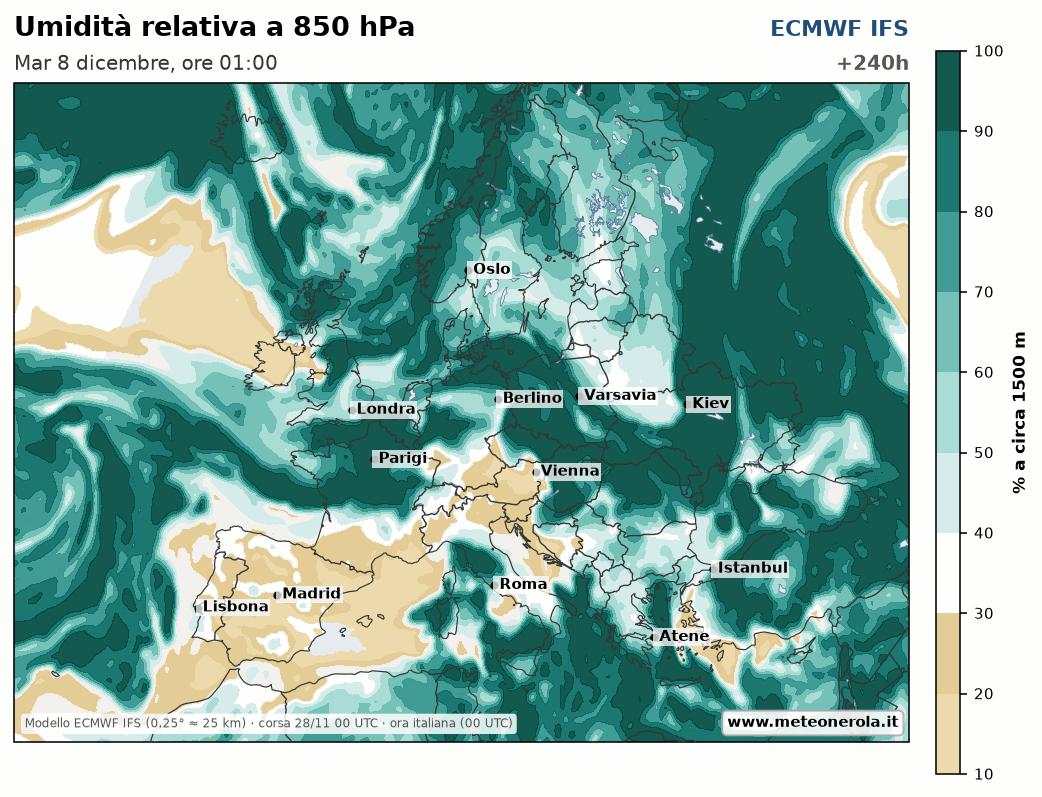 Umidità relativa a 850 hPa
ECMWF IFS
Mar 8 dicembre, ore 01:00
+240h
100
90
80
70
60
50
40
30
20
10
% a circa 1500 m
Oslo
Londra
Berlino
Varsavia
Kiev
Parigi
Vienna
Madrid
Lisbona
Roma
Istanbul
Atene
Modello ECMWF IFS (0,25° ≈ 25 km) · corsa 28/11 00 UTC · ora italiana (00 UTC)
www.meteonerola.it